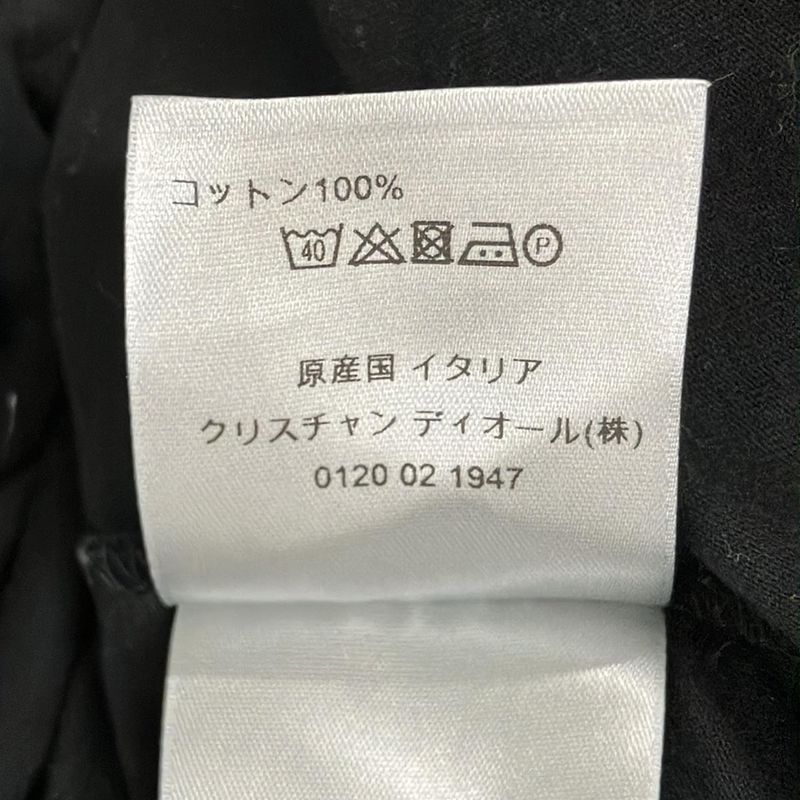 コットン100%
40 P
原産国 イタリア
クリスチャン ディオール(株)
0120 02 1947